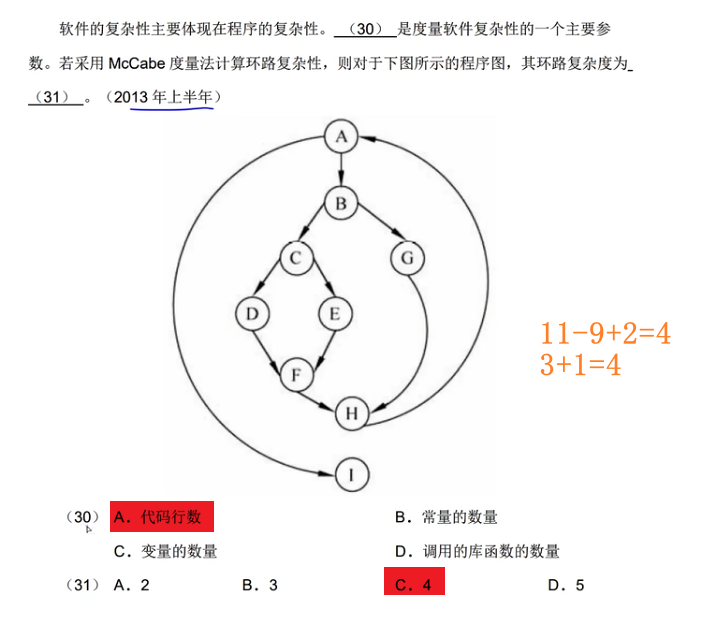 软件的复杂性主要体现在程序的复杂性。 （30） 是度量软件复杂性的一个主要参
数。若采用 McCabe 度量法计算环路复杂性，则对于下图所示的程序图，其环路复杂度为
（31） 。（2013 年上半年）
A
B
C
G
D
E
F
H
I
11-9+2=4
3+1=4
（30） A．代码行数 B．常量的数量
C．变量的数量 D．调用的库函数的数量
（31） A．2 B．3 C．4 D．5